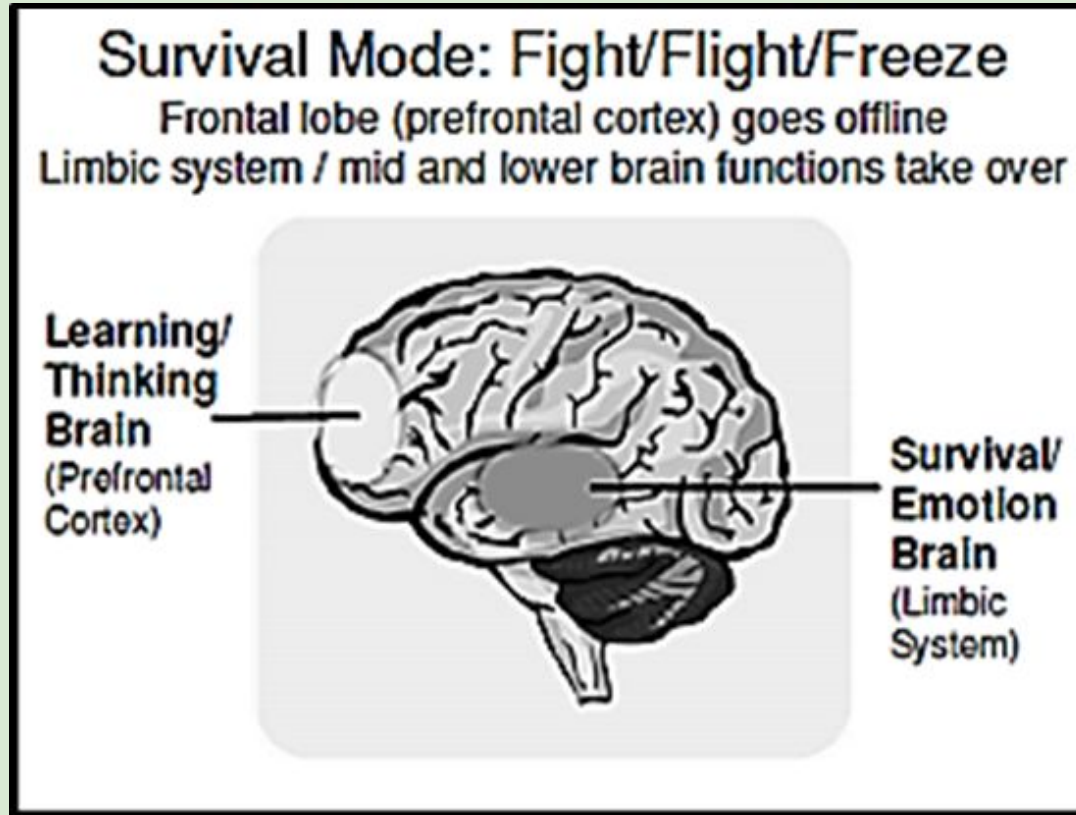 Survival Mode: Fight/Flight/Freeze
Frontal lobe (prefrontal cortex) goes offline
Limbic system / mid and lower brain functions take over
Learning/
Thinking
Brain
(Prefrontal
Cortex)
Survival/
Emotion
Brain
(Limbic
System)